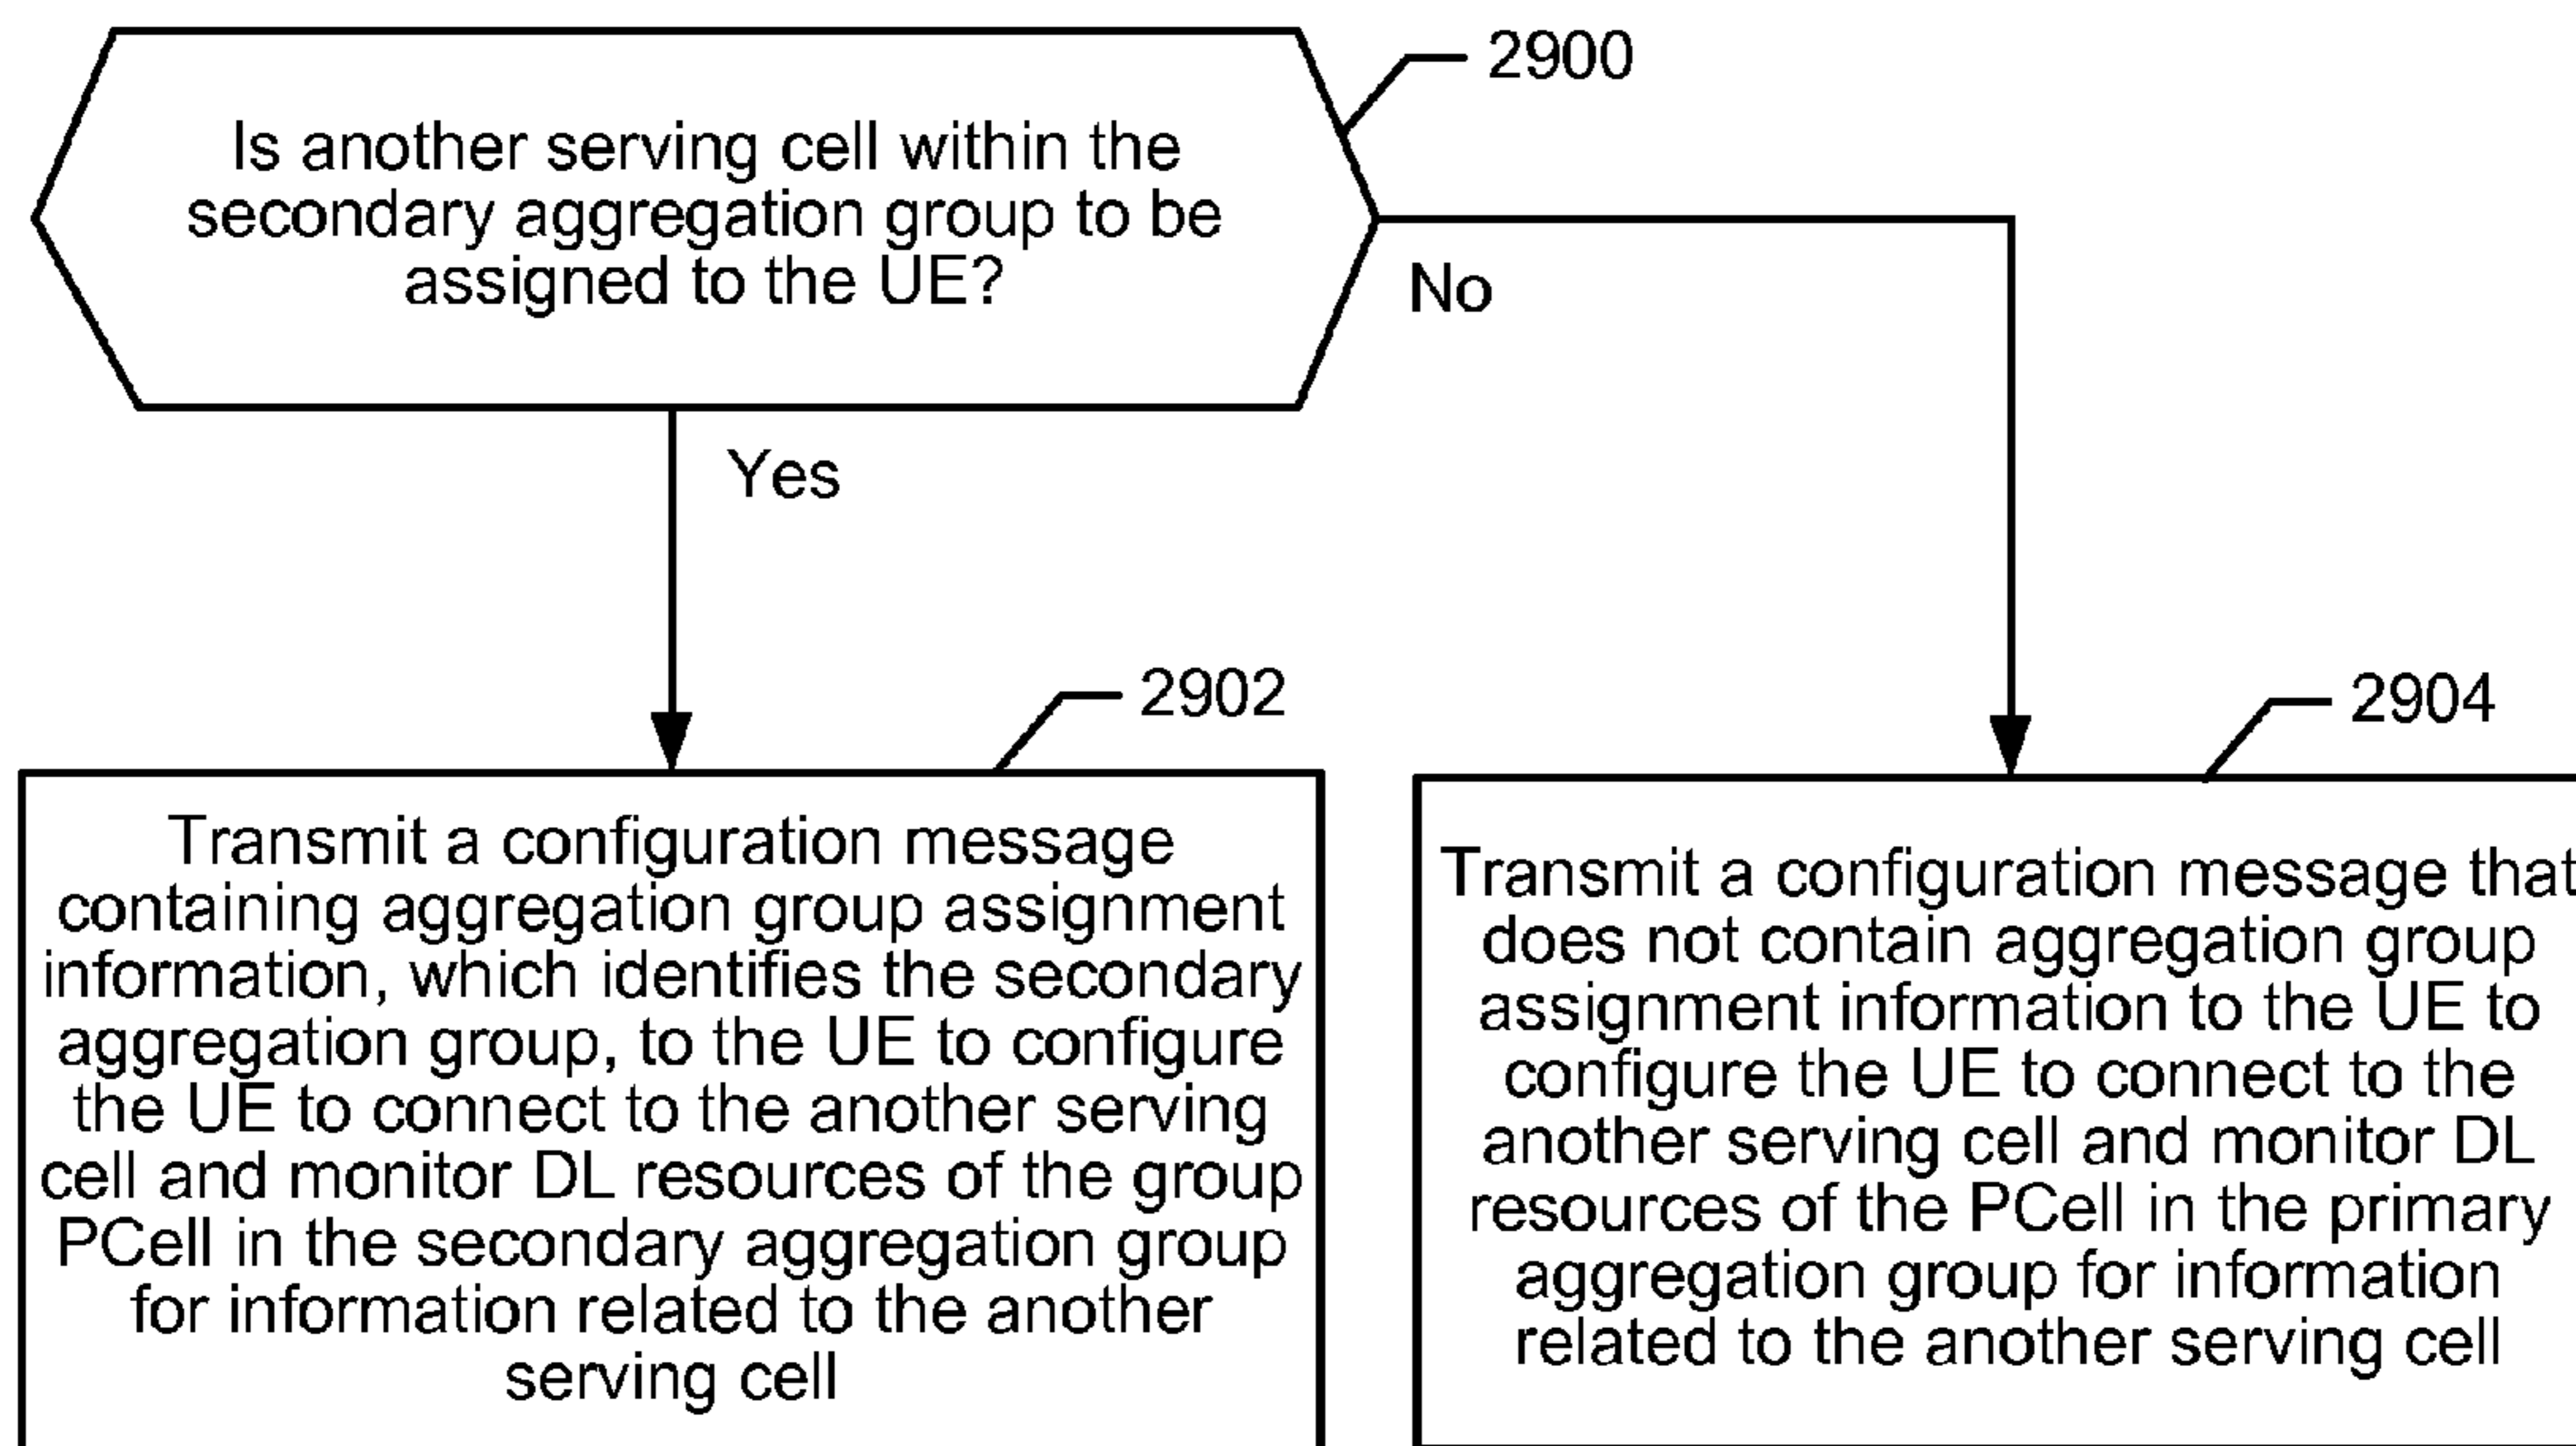 2900
Is another serving cell within the
secondary aggregation group to be
assigned to the UE?
No
Yes
2902
2904
Transmit a configuration message
containing aggregation group assignment
information, which identifies the secondary
aggregation group, to the UE to configure
the UE to connect to the another serving
cell and monitor DL resources of the group
PCell in the secondary aggregation group
for information related to the another
serving cell
Transmit a configuration message that
does not contain aggregation group
assignment information to the UE to
configure the UE to connect to the
another serving cell and monitor DL
resources of the PCell in the primary
aggregation group for information
related to the another serving cell